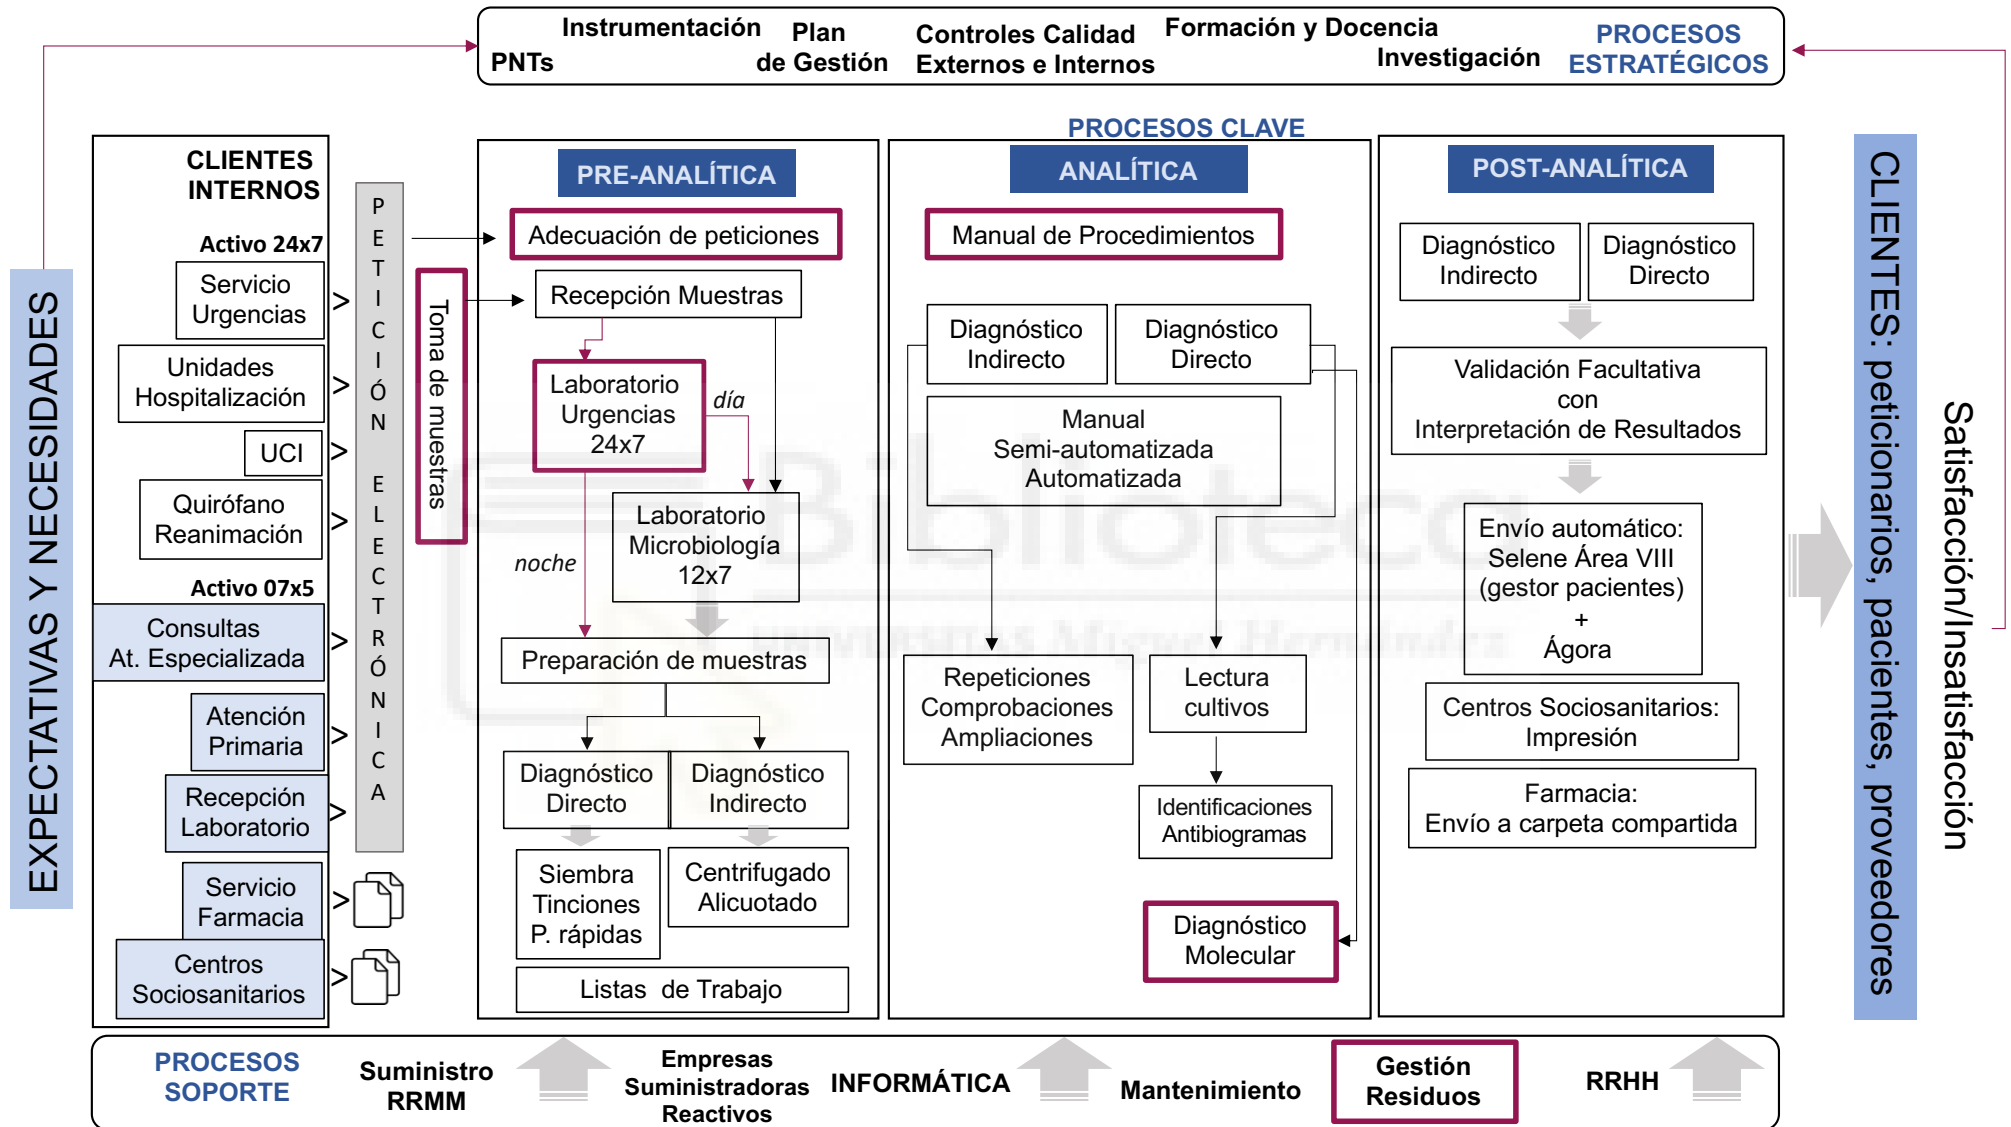 Instrumentación
PNTs
Plan
de Gestión
Controles Calidad
Externos e Internos
Formación y Docencia
Investigación
PROCESOS
ESTRATÉGICOS
EXPECTATIVAS Y NECESIDADES
CLIENTES
INTERNOS
Activo 24x7
Servicio
Urgencias
>
Unidades
Hospitalización
>
UCI
>
Quirófano
Reanimación
>
Activo 07x5
Consultas
At. Especializada
>
Atención
Primaria
>
Recepción
Laboratorio
>
Servicio
Farmacia
>
Centros
Sociosanitarios
>
PETICIÓN ELECTRÓNICA
Toma de muestras
PROCESOS CLAVE
PRE-ANALÍTICA
Adecuación de peticiones
Recepción Muestras
Laboratorio
Urgencias
24x7
día
noche
Laboratorio
Microbiología
12x7
Preparación de muestras
Diagnóstico
Directo
Diagnóstico
Indirecto
Siembra
Tinciones
P. rápidas
Centrifugado
Alicuotado
Listas de Trabajo
ANALÍTICA
Manual de Procedimientos
Diagnóstico
Indirecto
Diagnóstico
Directo
Manual
Semi-automatizada
Automatizada
Repeticiones
Comprobaciones
Ampliaciones
Lectura
cultivos
Identificaciones
Antibiogramas
Diagnóstico
Molecular
POST-ANALÍTICA
Diagnóstico
Indirecto
Diagnóstico
Directo
Validación Facultativa
con
Interpretación de Resultados
Envío automático:
Selene Área VIII
(gestor pacientes)
+
Ágora
Centros Sociosanitarios:
Impresión
Farmacia:
Envío a carpeta compartida
CLIENTES: peticionarios, pacientes, proveedores
Satisfacción/Insatisfacción
Biblioteca
UNIVERSITAS Miguel Hernández
PROCESOS
SOPORTE
Suministro
RRMM
Empresas
Suministradoras
Reactivos
INFORMÁTICA
Mantenimiento
Gestión
Residuos
RRHH